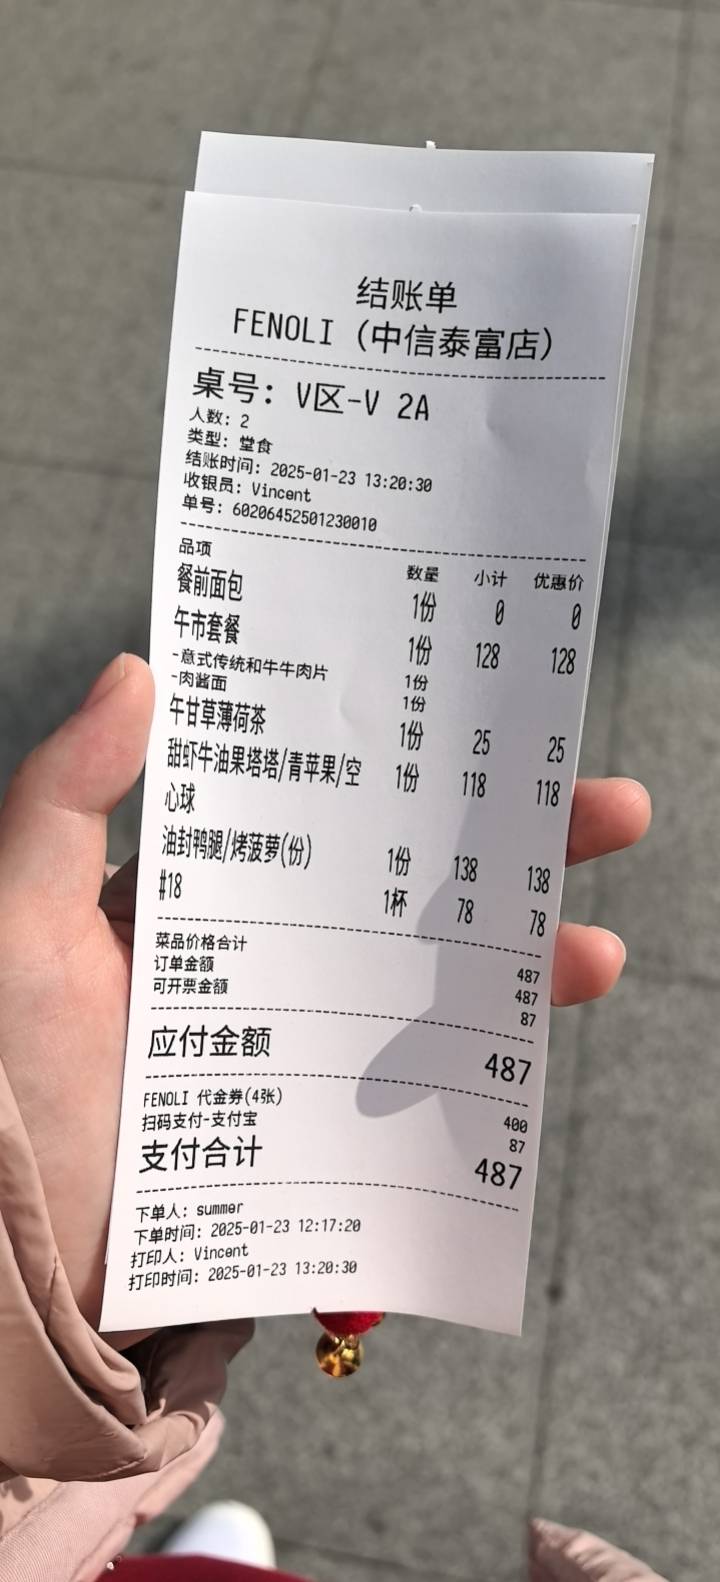 结账单
FENOLI (中信泰富店)
桌号: V区-V 2A
人数: 2
类型: 堂食
结账时间: 2025-01-23 13:20:30
收银员: Vincent
单号: 60206452501230010
品项 数量 小计 优惠价
餐前面包 1份 0 0
午市套餐 1份 128 128
-意式传统和牛牛肉片 1份
-肉酱面 1份
午甘草薄荷茶 1份 25 25
甜虾牛油果塔塔/青苹果/空 1份 118 118
心球
油封鸭腿/烤菠萝(份) 1份 138 138
#18 1杯 78 78
菜品价格合计 487
订单金额 487
可开票金额 87
应付金额 487
FENOLI 代金券(4张) 400
扫码支付-支付宝 87
支付合计 487
下单人: summer
下单时间: 2025-01-23 12:17:20
打印人: Vincent
打印时间: 2025-01-23 13:20:30